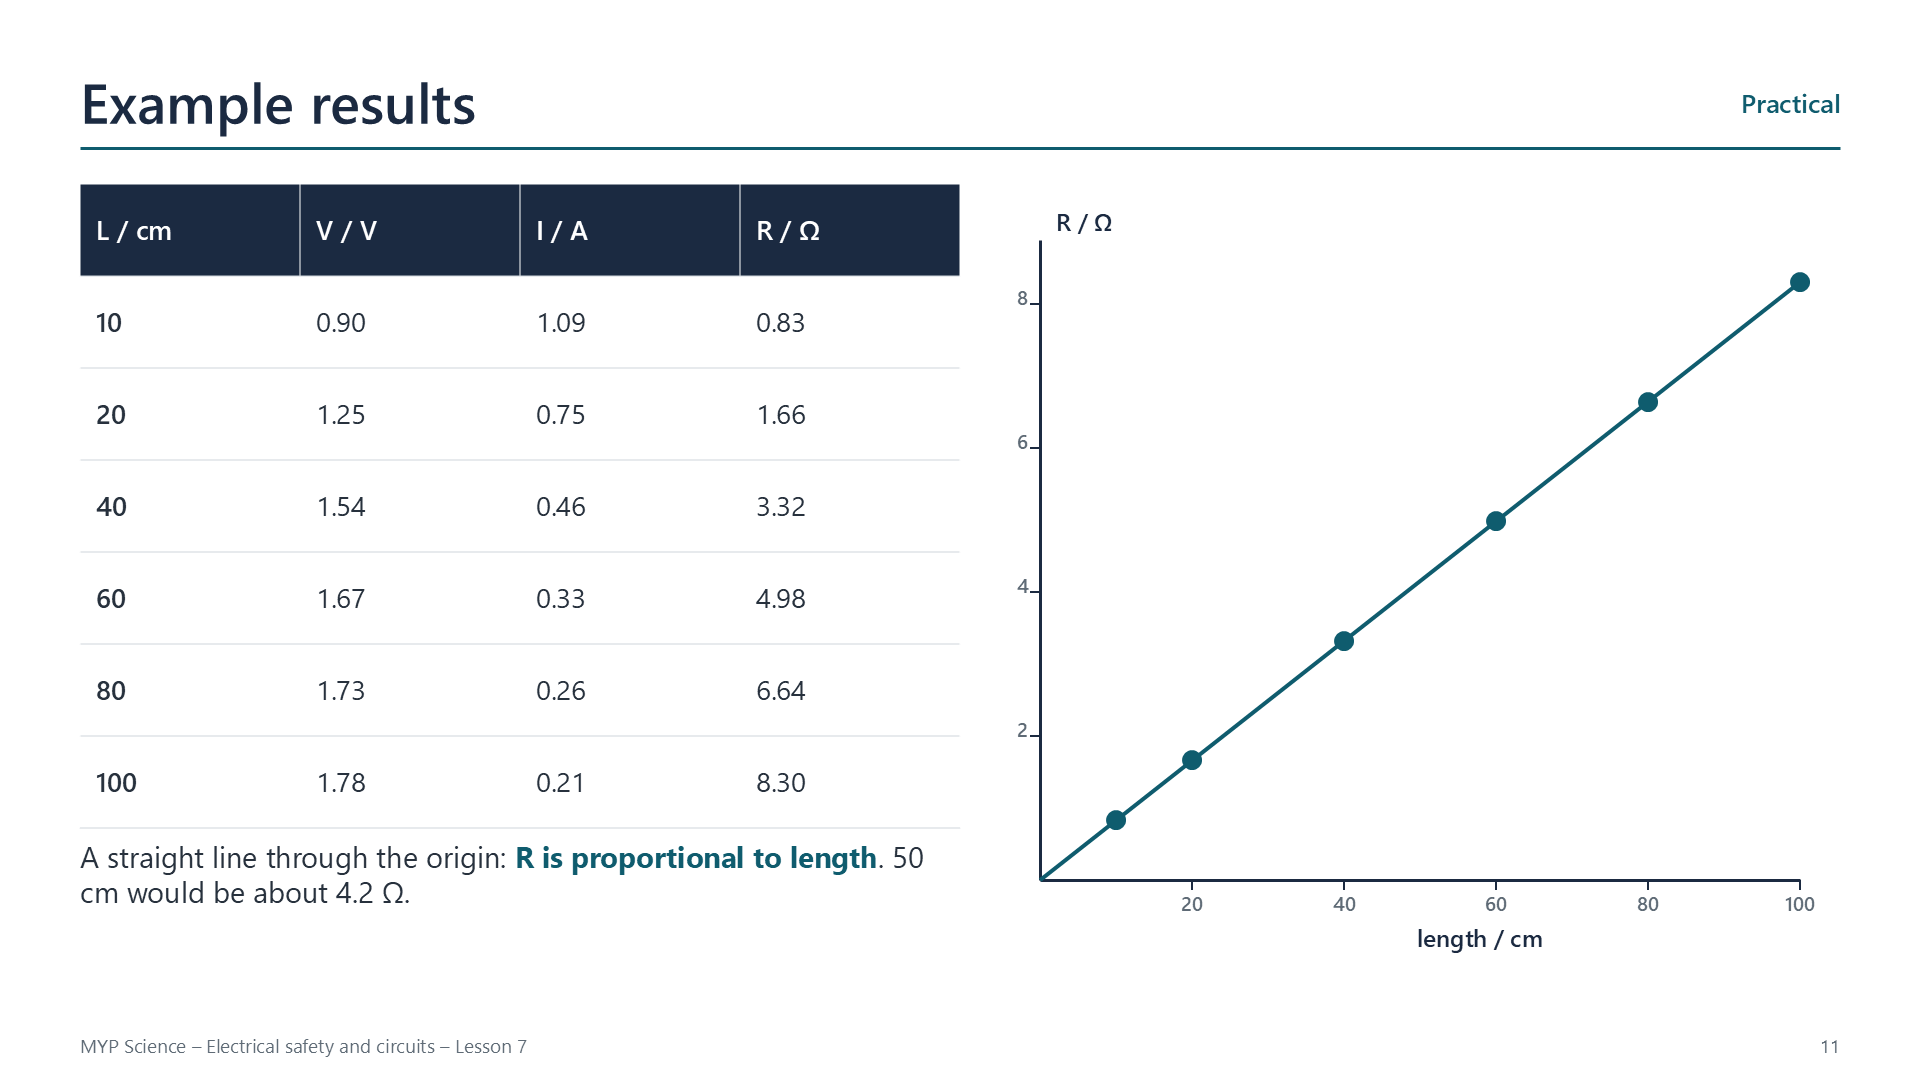 Example results
Practical
L / cm V / V I / A R / Ω
10 0.90 1.09 0.83
20 1.25 0.75 1.66
40 1.54 0.46 3.32
60 1.67 0.33 4.98
80 1.73 0.26 6.64
100 1.78 0.21 8.30
A straight line through the origin: R is proportional to length. 50
cm would be about 4.2 Ω.
R / Ω
8
6
4
2
20 40 60 80 100
length / cm
MYP Science – Electrical safety and circuits – Lesson 7
11